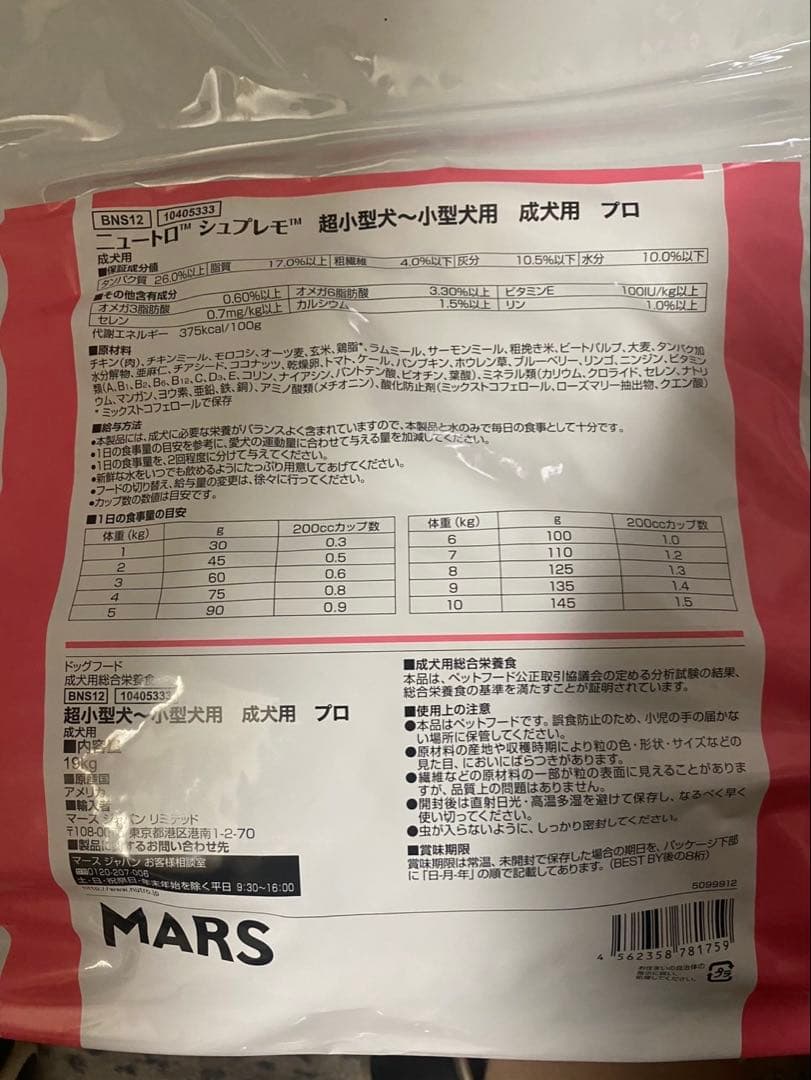 BNS12 10405333
ニュートロ™ シュプレモ™ 超小型犬～小型犬用 成犬用 プロ
成犬用
■保証成分値
タンパク質 26.0%以上 脂質 17.0%以上 粗繊維 4.0%以下 灰分 10.5%以下 水分 10.0%以下
■その他含有成分
オメガ3脂肪酸 0.60%以上 オメガ6脂肪酸 3.30%以上 ビタミンE 100IU/kg以上
セレン 0.7mg/kg以上 カルシウム 1.5%以上 リン 1.0%以上
代謝エネルギー 375kcal/100g
■原材料
チキン(肉)、チキンミール、モロコシ、オーツ麦、玄米、鶏脂*、ラムミール、サーモンミール、粗挽き米、ビートパルプ、大麦、タンパク加
水分解物、亜麻仁、チアシード、ココナッツ、乾燥卵、トマト、ケール、パンプキン、ホウレン草、ブルーベリー、リンゴ、ニンジン、ビタミン
類(A、B1、B2、B6、B12、C、D3、E、コリン、ナイアシン、パントテン酸、ビオチン、葉酸)、ミネラル類(カリウム、クロライド、セレン、ナトリ
ウム、マンガン、ヨウ素、亜鉛、鉄、銅)、アミノ酸類(メチオニン)、酸化防止剤(ミックストコフェロール、ローズマリー抽出物、クエン酸)
* ミックストコフェロールで保存
■給与方法
●本製品には、成犬に必要な栄養がバランスよく含まれていますので、本製品と水のみで毎日の食事として十分です。
●1日の食事量の目安を参考に、愛犬の運動量に合わせて与える量を加減してください。
●1日の食事量を、2回程度に分けて与えてください。
●新鮮な水をいつでも飲めるようにたっぷり用意してあげてください。
●フードの切り替え、給与量の変更は、徐々に行ってください。
●カップ数の数値は目安です。
■1日の食事量の目安
体重(kg) g 200ccカップ数
1 30 0.3
2 45 0.5
3 60 0.6
4 75 0.8
5 90 0.9
体重(kg) g 200ccカップ数
6 100 1.0
7 110 1.2
8 125 1.3
9 135 1.4
10 145 1.5
ドッグフード
成犬用総合栄養食
BNS12 10405333
超小型犬～小型犬用 成犬用 プロ
成犬用
■内容量
19kg
■原産国
アメリカ
■輸入者
マース ジャパン リミテッド
〒108-00 東京都港区港南1-2-70
■製品に関するお問い合わせ先
マース ジャパン お客様相談室
0120-207-906
土・日・祝祭日・年末年始を除く平日 9:30～16:00
http://www.nutro.jp
MARS
■成犬用総合栄養食
本品は、ペットフード公正取引協議会の定める分析試験の結果、
総合栄養食の基準を満たすことが証明されています。
■使用上の注意
●本品はペットフードです。誤食防止のため、小児の手の届かな
い場所に保管してください。
●原材料の産地や収穫時期により粒の色・形状・サイズなどの
見た目、においにばらつきがあります。
●繊維などの原材料の一部が粒の表面に見えることがありま
すが、品質上の問題はありません。
●開封後は直射日光・高温多湿を避けて保存し、なるべく早く
使い切ってください。
●虫が入らないように、しっかり密封してください。
■賞味期限
賞味期限は常温、未開封で保存した場合の期日を、パッケージ下部
に「日-月-年」の順で記載してあります。(BEST BY後の8桁)
5099912
4 562358 781759
お住まいの自治体の
指示に従い、
処理してください。
プラ